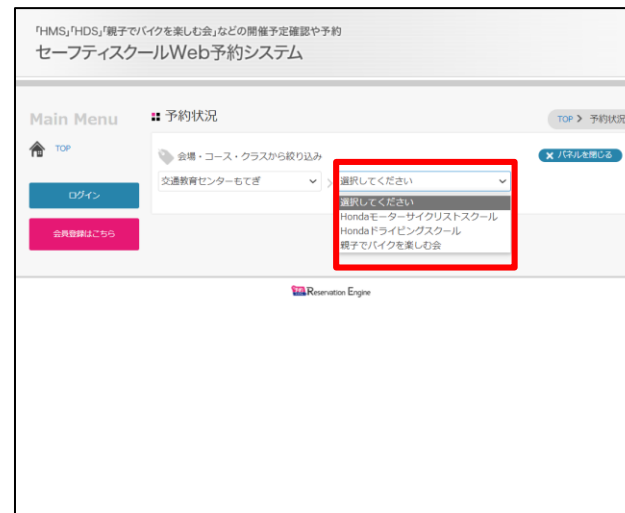 「HMS」「HDS」「親子でバイクを楽しむ会」などの開催予定確認や予約
セーフティスクールWeb予約システム
Main Menu
TOP
ログイン
会員登録はこちら
予約状況
TOP > 予約状況
会場・コース・クラスから絞り込み
× パネルを閉じる
交通教育センターもてぎ
>
選択してください
選択してください
Hondaモーターサイクリストスクール
Hondaドライビングスクール
親子でバイクを楽しむ会
Reservation Engine